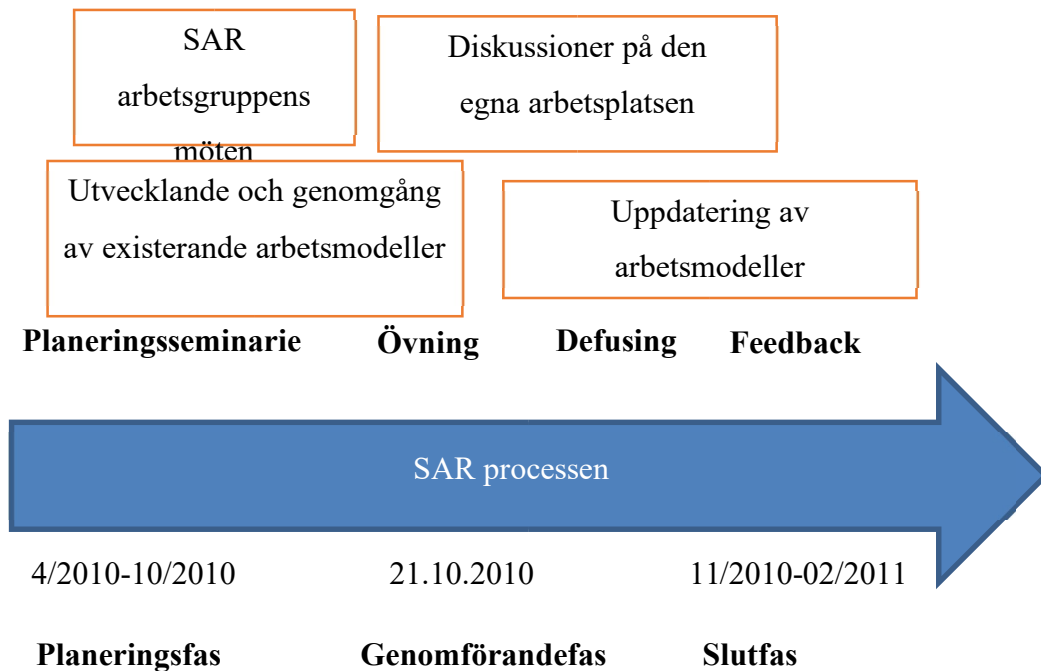 SAR
arbetsgruppens
möten
Diskussioner på den
egna arbetsplatsen
Utvecklande och genomgång
av existerande arbetsmodeller
Uppdatering av
arbetsmodeller
Planeringsseminarie Övning Defusing Feedback
SAR processen
4/2010-10/2010 21.10.2010 11/2010-02/2011
Planeringsfas Genomförandefas Slutfas